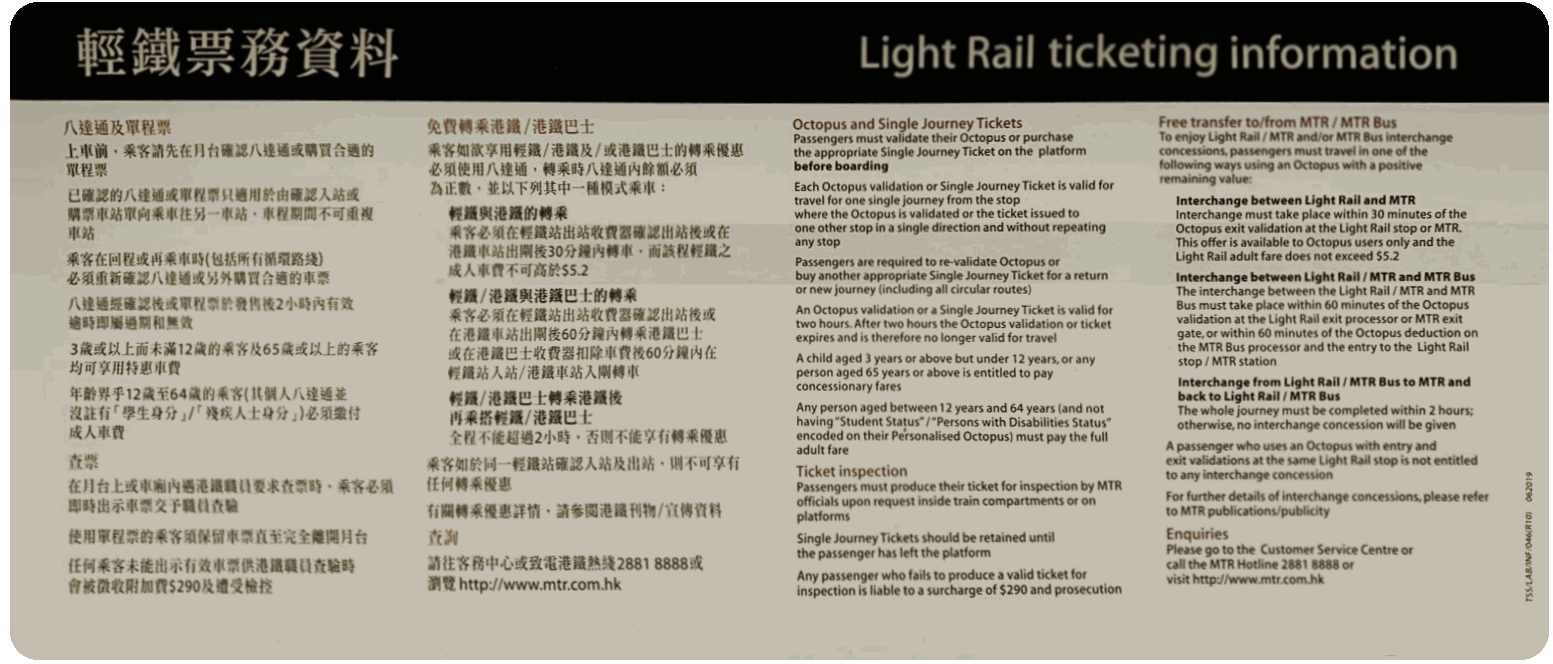 輕鐵票務資料
Light Rail ticketing information
八達通及單程票
上車前，乘客請先在月台確認八達通或購買合適的
單程票
已確認的八達通或單程票只適用於由確認入站或
購票車站單向乘車往另一車站，車程期間不可重複
車站
乘客在回程或再乘車時(包括所有循環路綫)
必須重新確認八達通或另外購買合適的車票
八達通經確認後或單程票於發售後2小時內有效
逾時即屬過期和無效
3歲或以上而未滿12歲的乘客及65歲或以上的乘客
均可享用特惠車費
年齡界乎12歲至64歲的乘客(其個人八達通並
沒註有「學生身分」/「殘疾人士身分」)必須繳付
成人車費
查票
在月台上或車廂內遇港鐵職員要求查票時，乘客必須
即時出示車票交予職員查驗
使用單程票的乘客須保留車票直至完全離開月台
任何乘客未能出示有效車票供港鐵職員查驗時
會被徵收附加費$290及遭受檢控
免費轉乘港鐵/港鐵巴士
乘客如欲享用輕鐵/港鐵及/或港鐵巴士的轉乘優惠
必須使用八達通，轉乘時八達通內餘額必須
為正數，並以下列其中一種模式乘車：
輕鐵與港鐵的轉乘
乘客必須在輕鐵站出站收費器確認出站後或在
港鐵車站出閘後30分鐘內轉車，而該程輕鐵之
成人車費不可高於$5.2
輕鐵/港鐵與港鐵巴士的轉乘
乘客必須在輕鐵站出站收費器確認出站後或
在港鐵車站出閘後60分鐘內轉乘港鐵巴士
或在港鐵巴士收費器扣除車費後60分鐘內在
輕鐵站入站/港鐵車站入閘轉車
輕鐵/港鐵巴士轉乘港鐵後
再乘搭輕鐵/港鐵巴士
全程不能超過2小時，否則不能享有轉乘優惠
乘客如於同一輕鐵站確認入站及出站，則不可享有
任何轉乘優惠
有關轉乘優惠詳情，請參閱港鐵刊物/宣傳資料
查詢
請往客務中心或致電港鐵熱綫2881 8888或
瀏覽 http://www.mtr.com.hk
Octopus and Single Journey Tickets
Passengers must validate their Octopus or purchase
the appropriate Single Journey Ticket on the platform
before boarding
Each Octopus validation or Single Journey Ticket is valid for
travel for one single journey from the stop
where the Octopus is validated or the ticket issued to
one other stop in a single direction and without repeating
any stop
Passengers are required to re-validate Octopus or
buy another appropriate Single Journey Ticket for a return
or new journey (including all circular routes)
An Octopus validation or a Single Journey Ticket is valid for
two hours. After two hours the Octopus validation or ticket
expires and is therefore no longer valid for travel
A child aged 3 years or above but under 12 years, or any
person aged 65 years or above is entitled to pay
concessionary fares
Any person aged between 12 years and 64 years (and not
having "Student Status" / "Persons with Disabilities Status"
encoded on their Personalised Octopus) must pay the full
adult fare
Ticket inspection
Passengers must produce their ticket for inspection by MTR
officials upon request inside train compartments or on
platforms
Single Journey Tickets should be retained until
the passenger has left the platform
Any passenger who fails to produce a valid ticket for
inspection is liable to a surcharge of $290 and prosecution
Free transfer to/from MTR / MTR Bus
To enjoy Light Rail / MTR and/or MTR Bus interchange
concessions, passengers must travel in one of the
following ways using an Octopus with a positive
remaining value:
Interchange between Light Rail and MTR
Interchange must take place within 30 minutes of the
Octopus exit validation at the Light Rail stop or MTR.
This offer is available to Octopus users only and the
Light Rail adult fare does not exceed $5.2
Interchange between Light Rail / MTR and MTR Bus
The interchange between the Light Rail / MTR and MTR
Bus must take place within 60 minutes of the Octopus
validation at the Light Rail exit processor or MTR exit
gate, or within 60 minutes of the Octopus deduction on
the MTR Bus processor and the entry to the Light Rail
stop / MTR station
Interchange from Light Rail / MTR Bus to MTR and
back to Light Rail / MTR Bus
The whole journey must be completed within 2 hours;
otherwise, no interchange concession will be given
A passenger who uses an Octopus with entry and
exit validations at the same Light Rail stop is not entitled
to any interchange concession
For further details of interchange concessions, please refer
to MTR publications/publicity
Enquiries
Please go to the Customer Service Centre or
call the MTR Hotline 2881 8888 or
visit http://www.mtr.com.hk
TSS/LAB/INF/046(R10) 062019